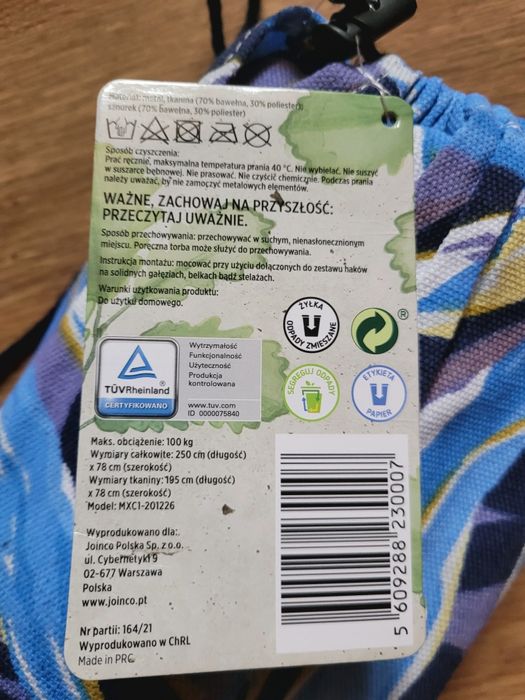 Materiał: metal, tkanina (70% bawełna, 30% poliester)
sznurek (70% bawełna, 30% poliester)
Sposób czyszczenia:
Prać ręcznie, maksymalna temperatura prania 40 °C. Nie wybielać. Nie suszyć
w suszarce bębnowej. Nie prasować. Nie czyścić chemicznie. Podczas prania
należy uważać, by nie zamoczyć metalowych elementów.
WAŻNE, ZACHOWAJ NA PRZYSZŁOŚĆ:
PRZECZYTAJ UWAŻNIE.
Sposób przechowywania: przechowywać w suchym, nienasłonecznionym
miejscu. Poręczna torba może służyć do przechowywania.
Instrukcja montażu: mocować przy użyciu dołączonych do zestawu haków
na solidnych gałęziach, belkach bądź stelażach.
Warunki użytkowania produktu:
Do użytku domowego.
ŻYŁKA
ODPADY ZMIESZANE
®
SEGREGUJ ODPADY
ETYKIETA
PAPIER
TÜVRheinland
CERTYFIKOWANO
Wytrzymałość
Funkcjonalność
Użyteczność
Produkcja
kontrolowana
www.tuv.com
ID 0000075840
Maks. obciążenie: 100 kg
Wymiary całkowite: 250 cm (długość)
x 78 cm (szerokość)
Wymiary tkaniny: 195 cm (długość)
x 78 cm (szerokość)
Model: MXC1-201226
Wyprodukowano dla:
Joinco Polska Sp. z o.o.
ul. Cybernetyki 9
02-677 Warszawa
Polska
www.joinco.pt
Nr partii: 164/21
Wyprodukowano w ChRL
Made in PRC
5 609288 230007